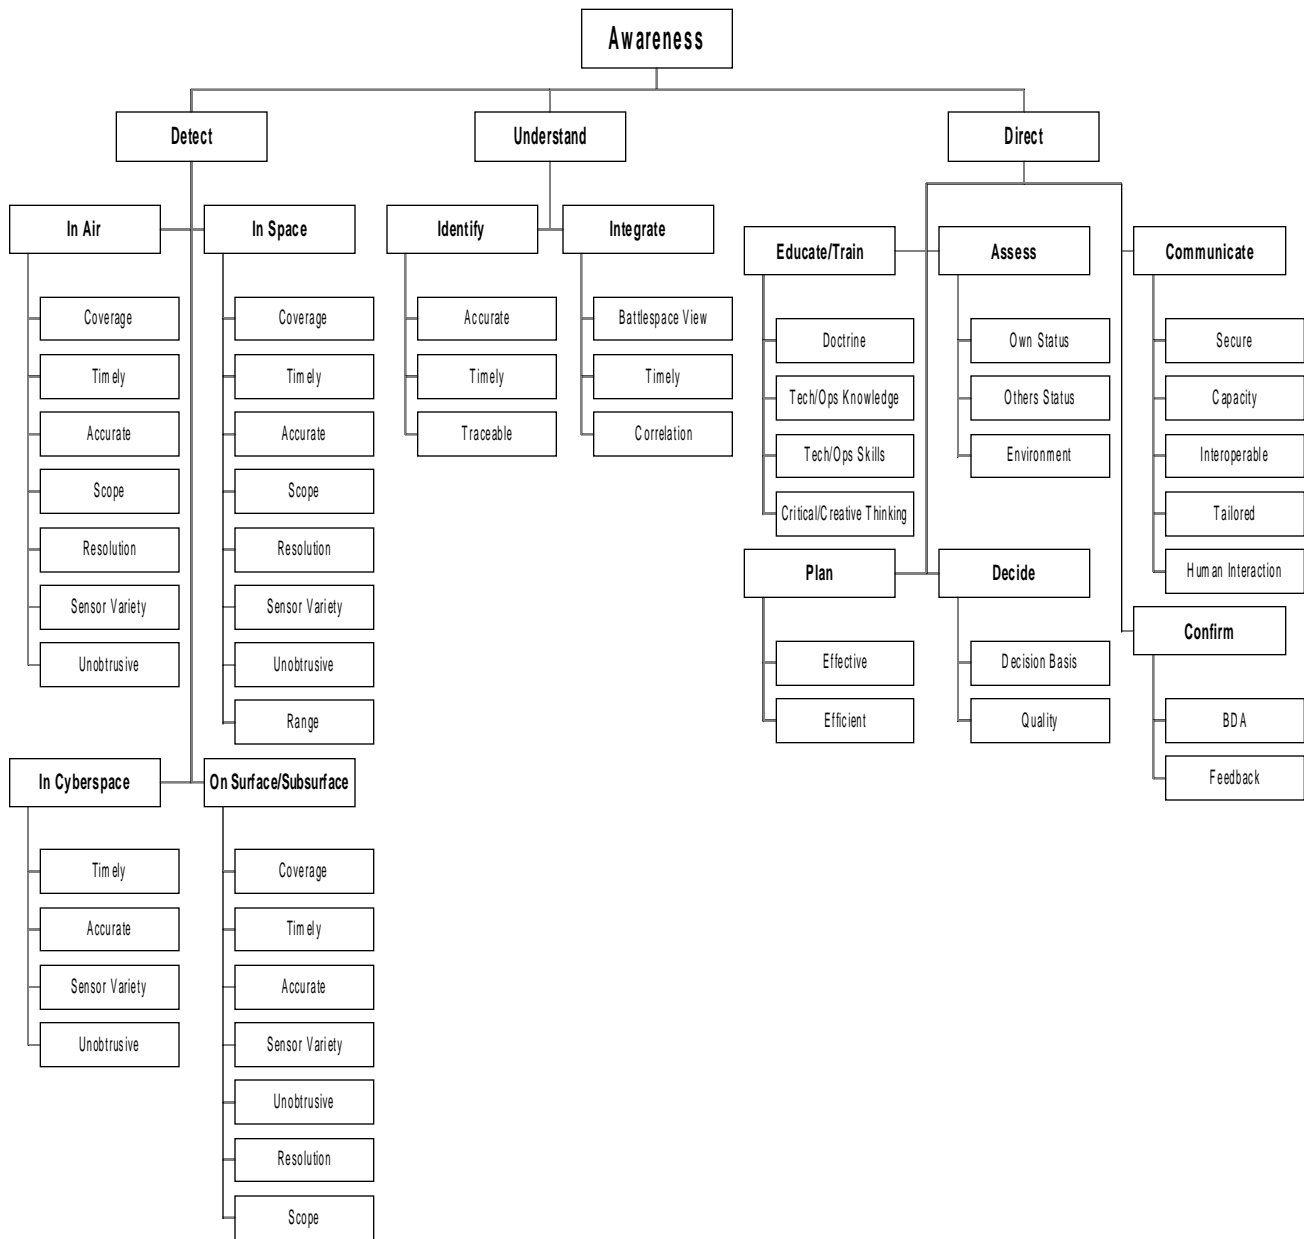 Awareness
Detect
Understand
Direct
In Air
Coverage
Timely
Accurate
Scope
Resolution
Sensor Variety
Unobtrusive
In Space
Coverage
Timely
Accurate
Scope
Resolution
Sensor Variety
Unobtrusive
Range
In Cyberspace
Timely
Accurate
Sensor Variety
Unobtrusive
On Surface/Subsurface
Coverage
Timely
Accurate
Sensor Variety
Unobtrusive
Resolution
Scope
Identify
Accurate
Timely
Traceable
Integrate
Battlespace View
Timely
Correlation
Educate/Train
Doctrine
Tech/Ops Knowledge
Tech/Ops Skills
Critical/Creative Thinking
Assess
Own Status
Others Status
Environment
Communicate
Secure
Capacity
Interoperable
Tailored
Human Interaction
Plan
Effective
Efficient
Decide
Decision Basis
Quality
Confirm
BDA
Feedback